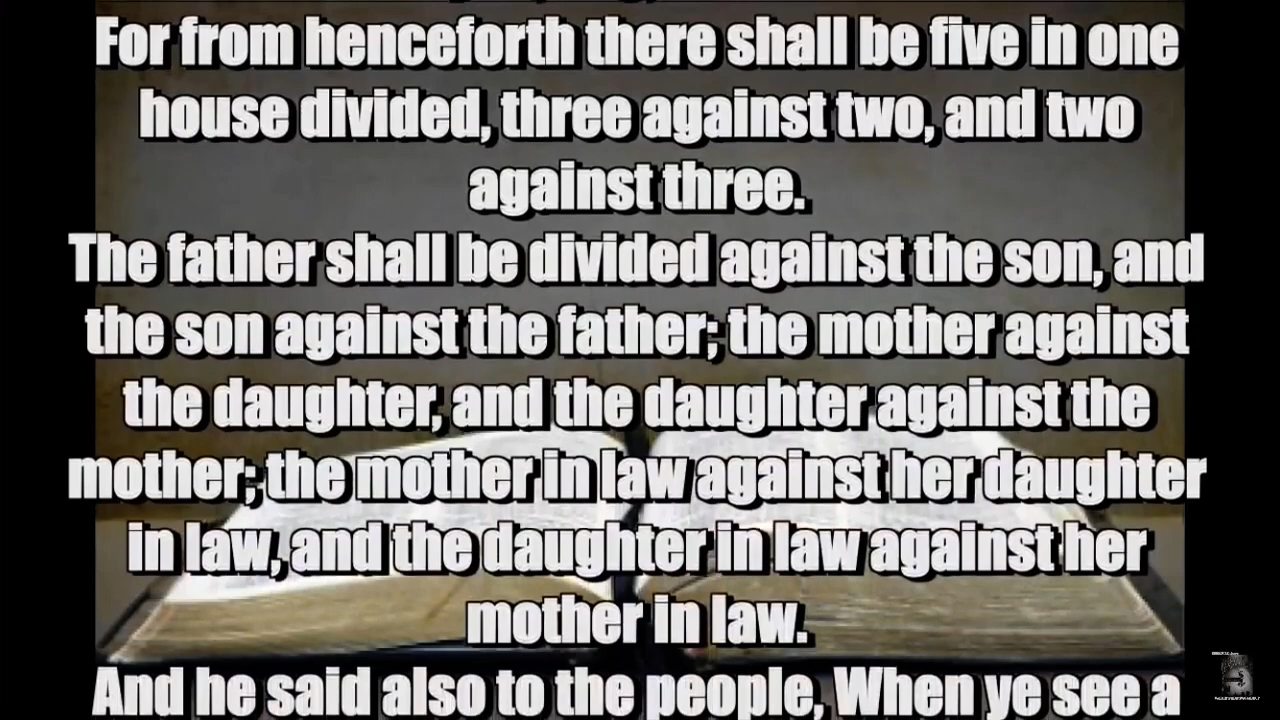 For from henceforth there shall be five in one
house divided, three against two, and two
against three.
The father shall be divided against the son, and
the son against the father; the mother against
the daughter, and the daughter against the
mother; the mother in law against her daughter
in law, and the daughter in law against her
mother in law.
And he said also to the people, When ye see a